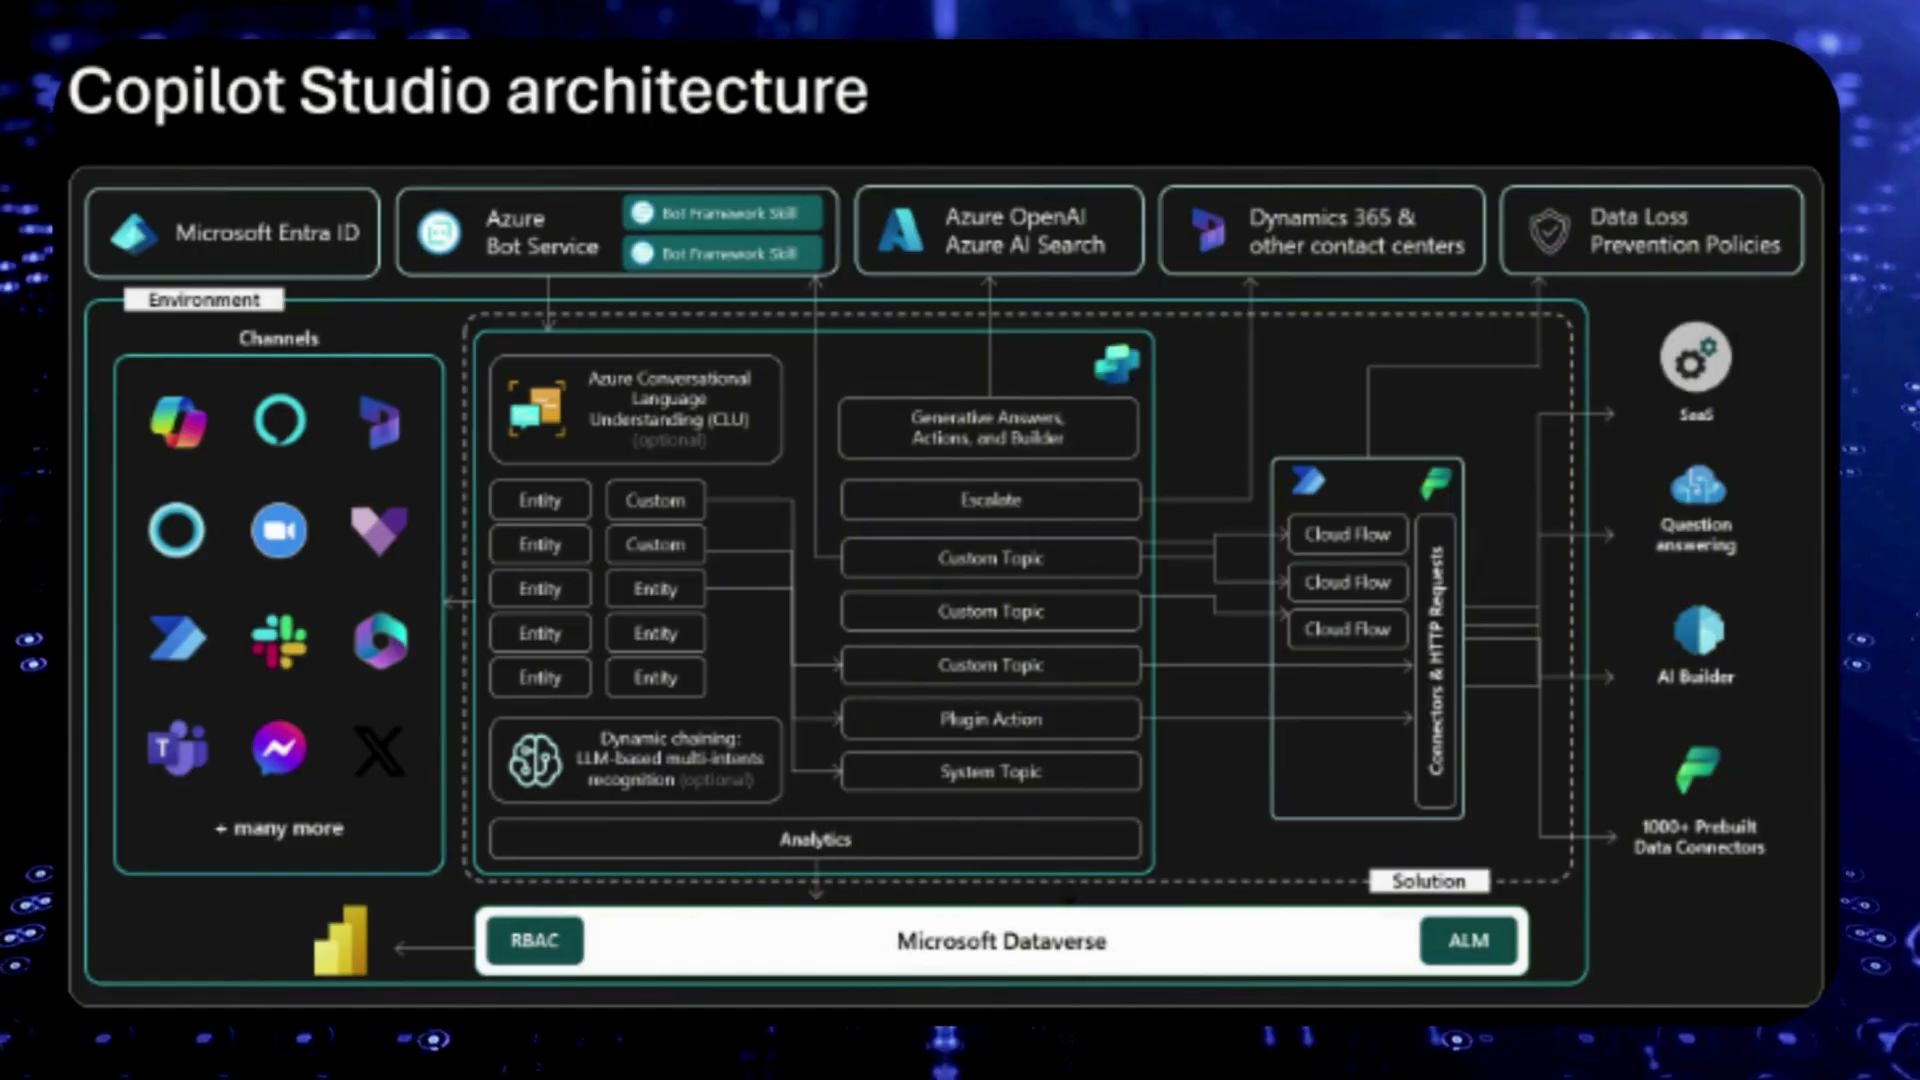 Copilot Studio architecture
Microsoft Entra ID
Azure
Bot Service
Bot Framework Skill
Bot Framework Skill
Azure OpenAI
Azure AI Search
Dynamics 365 &
other contact centers
Data Loss
Prevention Policies
Environment
Channels
+ many more
Azure Conversational
Language
Understanding (CLU)
(optional)
Entity
Custom
Entity
Custom
Entity
Entity
Entity
Entity
Entity
Entity
Dynamic chaining:
LLM-based multi-intents
recognition (optional)
Generative Answers,
Actions, and Builder
Escalate
Custom Topic
Custom Topic
Custom Topic
Plugin Action
System Topic
Analytics
Cloud Flow
Cloud Flow
Cloud Flow
Connectors & HTTP Requests
SaaS
Question
answering
AI Builder
1000+ Prebuilt
Data Connectors
Solution
RBAC
Microsoft Dataverse
ALM
T